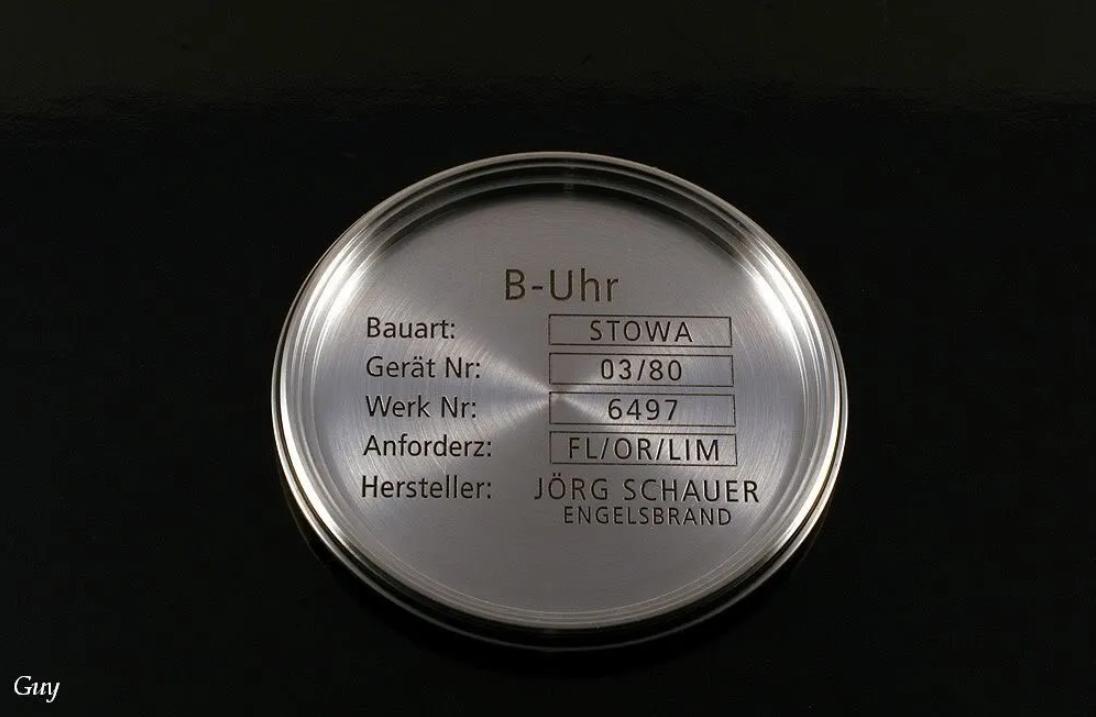 B-Uhr
Bauart: STOWA
Gerät Nr: 03/80
Werk Nr: 6497
Anforderz: FL/OR/LIM
Hersteller: JÖRG SCHAUER
ENGELSBRAND
Guy